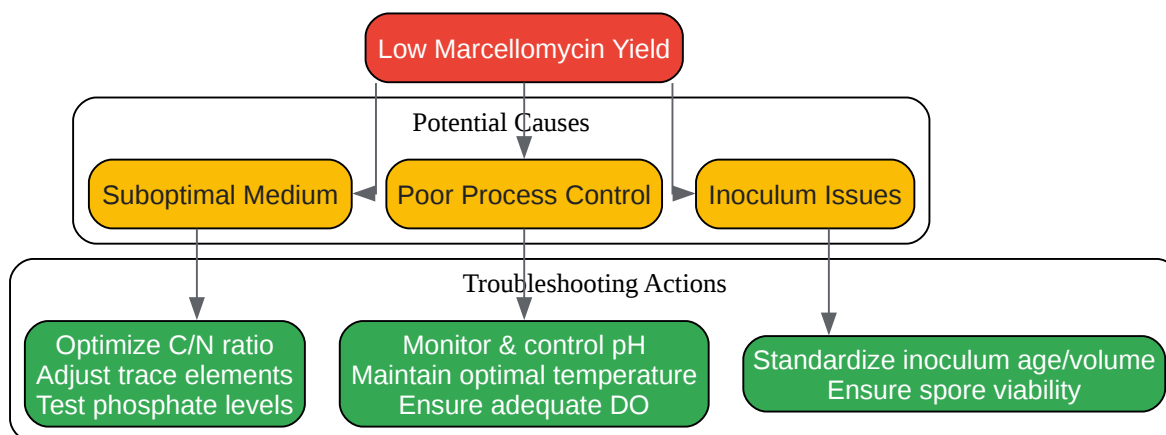 Low Marcellomycin Yield
Potential Causes
Suboptimal Medium
Poor Process Control
Inoculum Issues
Troubleshooting Actions
Optimize C/N ratio
Adjust trace elements
Test phosphate levels
Monitor & control pH
Maintain optimal temperature
Ensure adequate DO
Standardize inoculum age/volume
Ensure spore viability